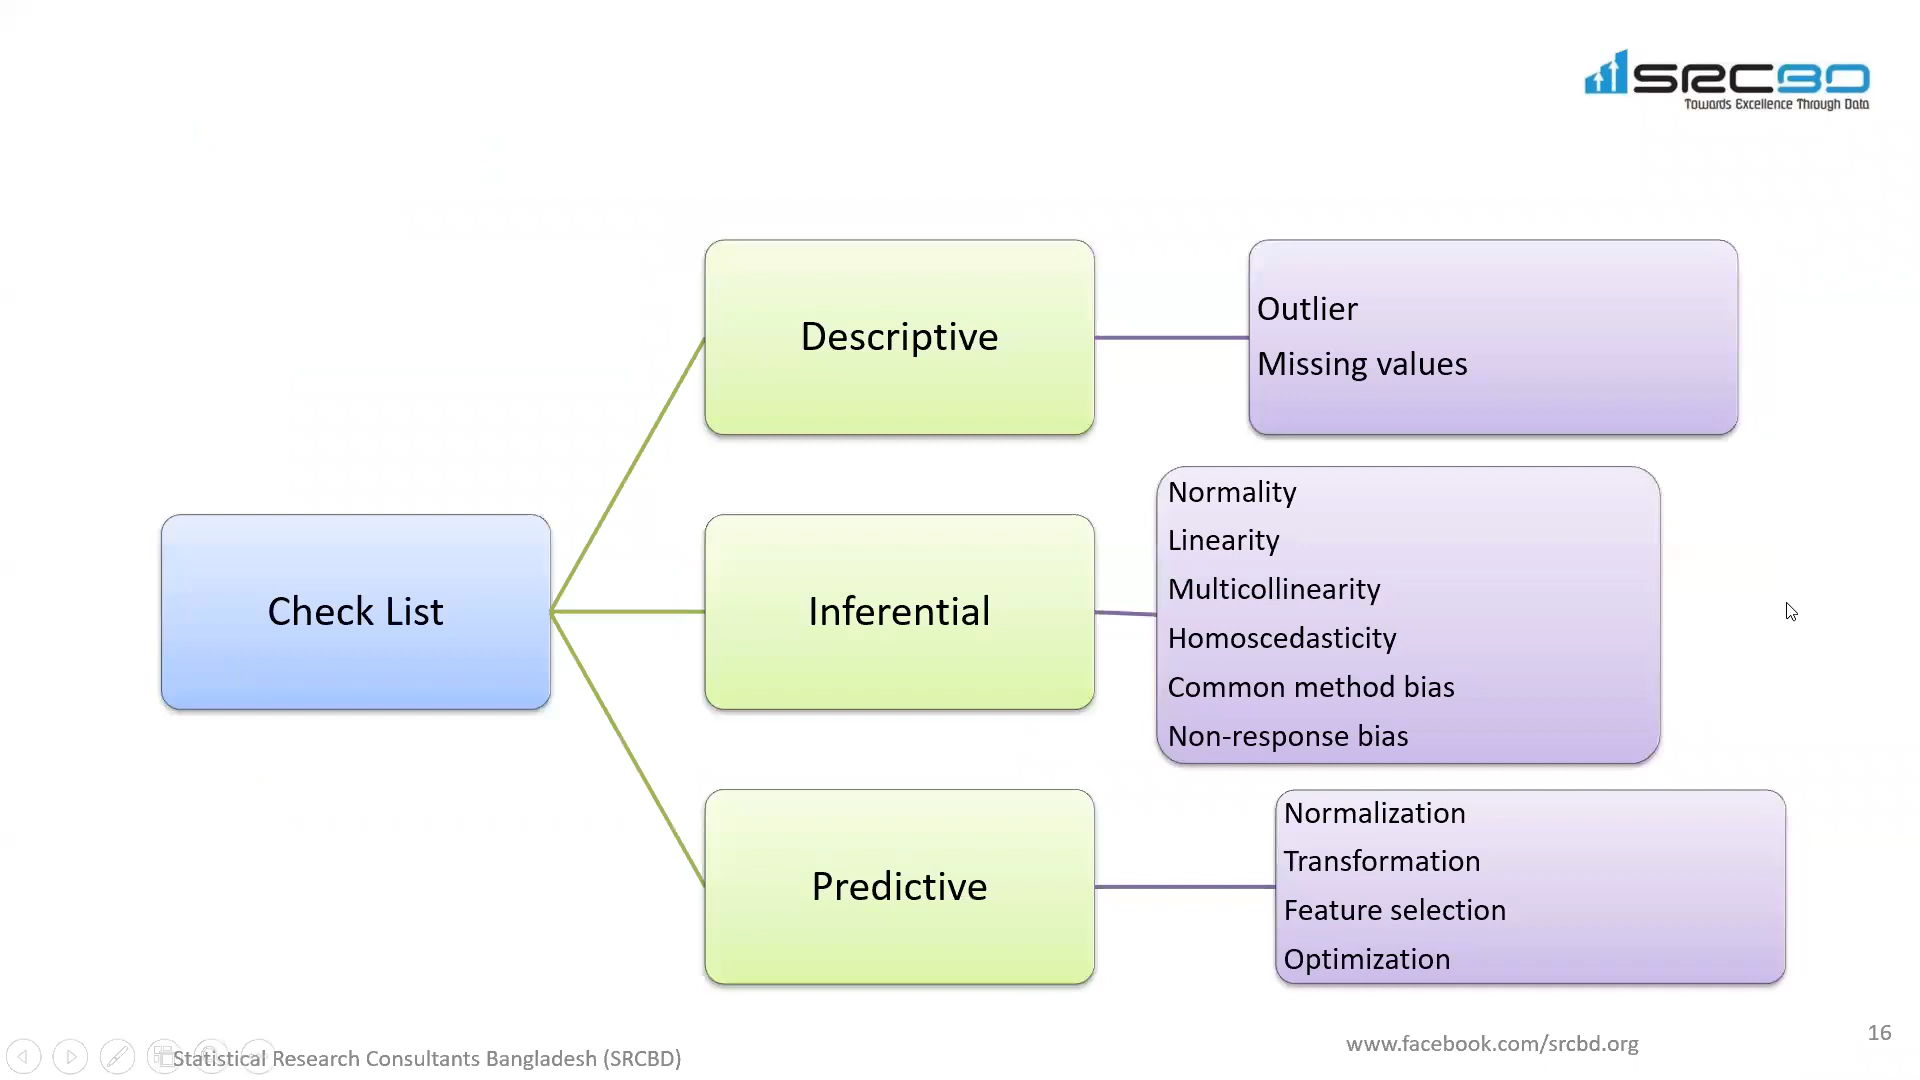 SRCBD
Towards Excellence Through Data
Check List
Descriptive
Outlier
Missing values
Inferential
Normality
Linearity
Multicollinearity
Homoscedasticity
Common method bias
Non-response bias
Predictive
Normalization
Transformation
Feature selection
Optimization
Statistical Research Consultants Bangladesh (SRCBD)
www.facebook.com/srcbd.org
16